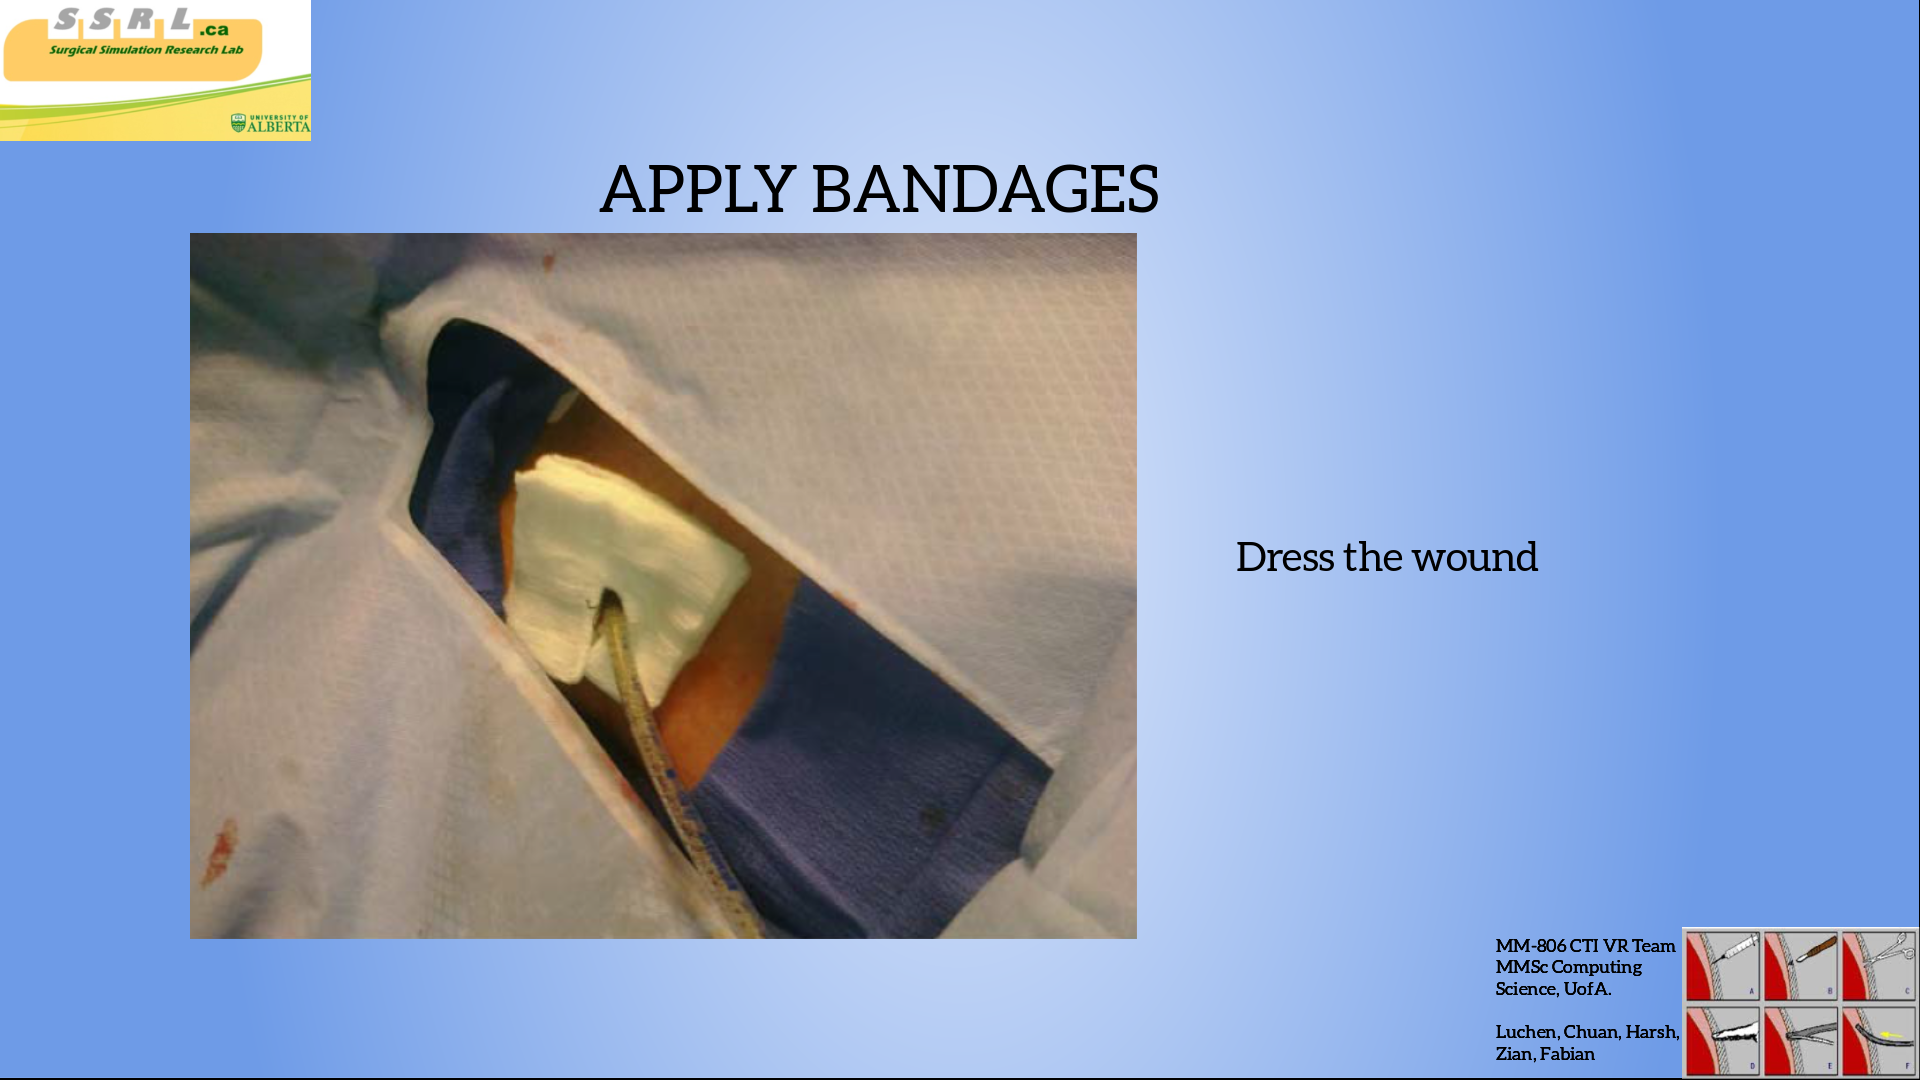 SSRL.ca
Surgical Simulation Research Lab
UNIVERSITY OF
ALBERTA
APPLY BANDAGES
Dress the wound
MM-806 CTI VR Team
MMSc Computing
Science, UofA.
Luchen, Chuan, Harsh,
Zian, Fabian
A B C
D E F